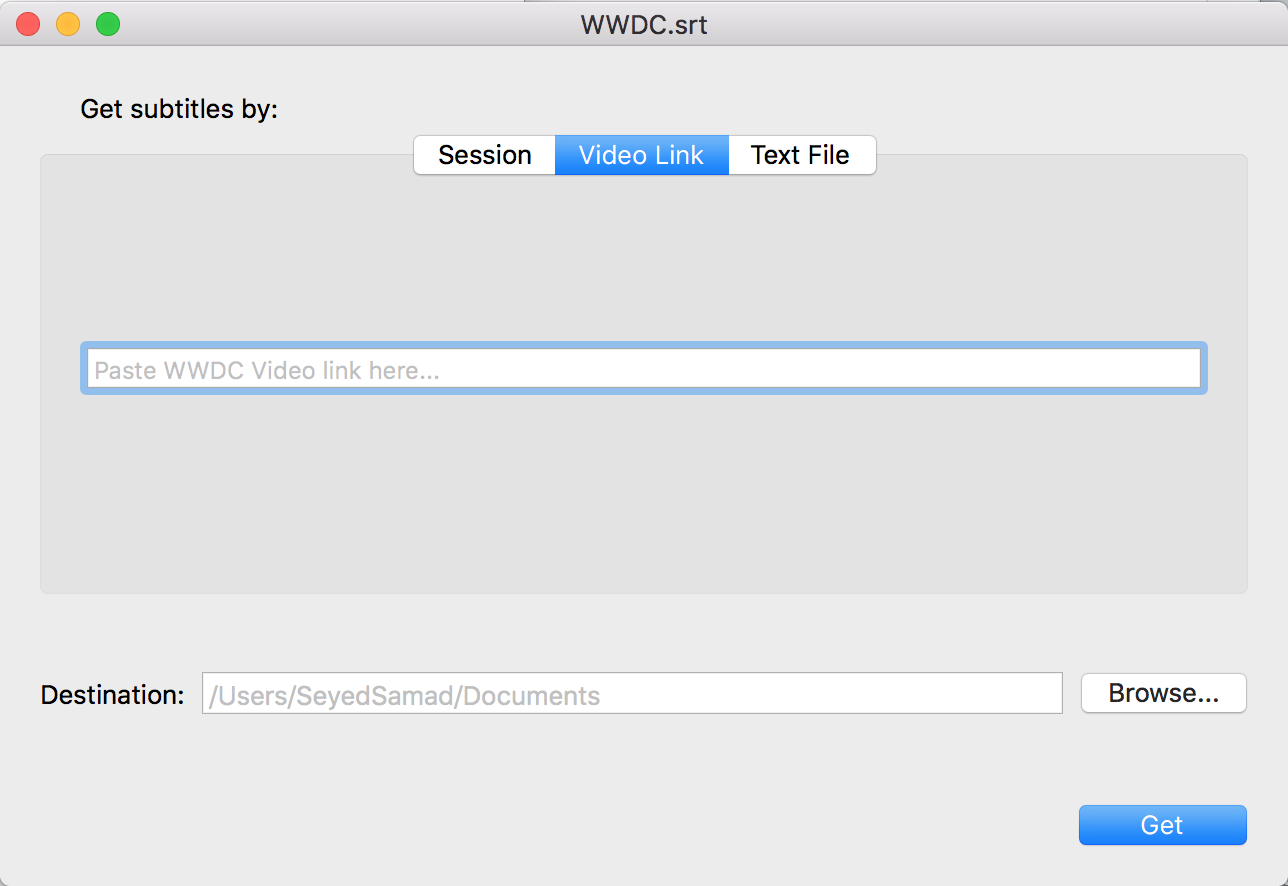 WWDC.srt
Get subtitles by:
Session Video Link Text File
Paste WWDC Video link here...
Destination: /Users/SeyedSamad/Documents Browse...
Get